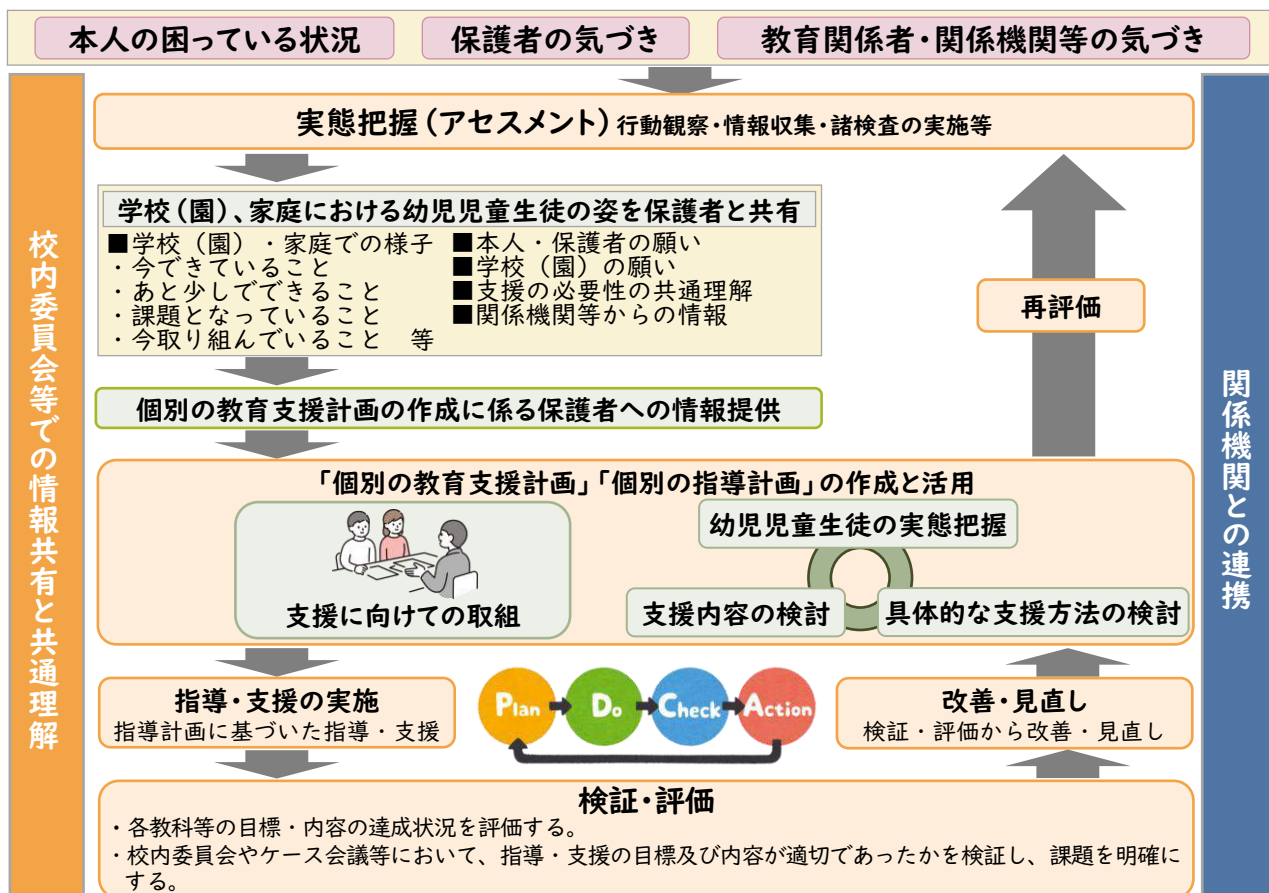 本人の困っている状況
保護者の気づき
教育関係者・関係機関等の気づき
校内委員会等での情報共有と共通理解
関係機関との連携
実態把握(アセスメント)行動観察・情報収集・諸検査の実施等
学校(園)、家庭における幼児児童生徒の姿を保護者と共有
■学校(園)・家庭での様子
・今できていること
・あと少しでできること
・課題となっていること
・今取り組んでいること 等
■本人・保護者の願い
■学校(園)の願い
■支援の必要性の共通理解
■関係機関等からの情報
再評価
個別の教育支援計画の作成に係る保護者への情報提供
「個別の教育支援計画」「個別の指導計画」の作成と活用
支援に向けての取組
幼児児童生徒の実態把握
支援内容の検討
具体的な支援方法の検討
指導・支援の実施
指導計画に基づいた指導・支援
Plan
Do
Check
Action
改善・見直し
検証・評価から改善・見直し
検証・評価
・各教科等の目標・内容の達成状況を評価する。
・校内委員会やケース会議等において、指導・支援の目標及び内容が適切であったかを検証し、課題を明確に
する。